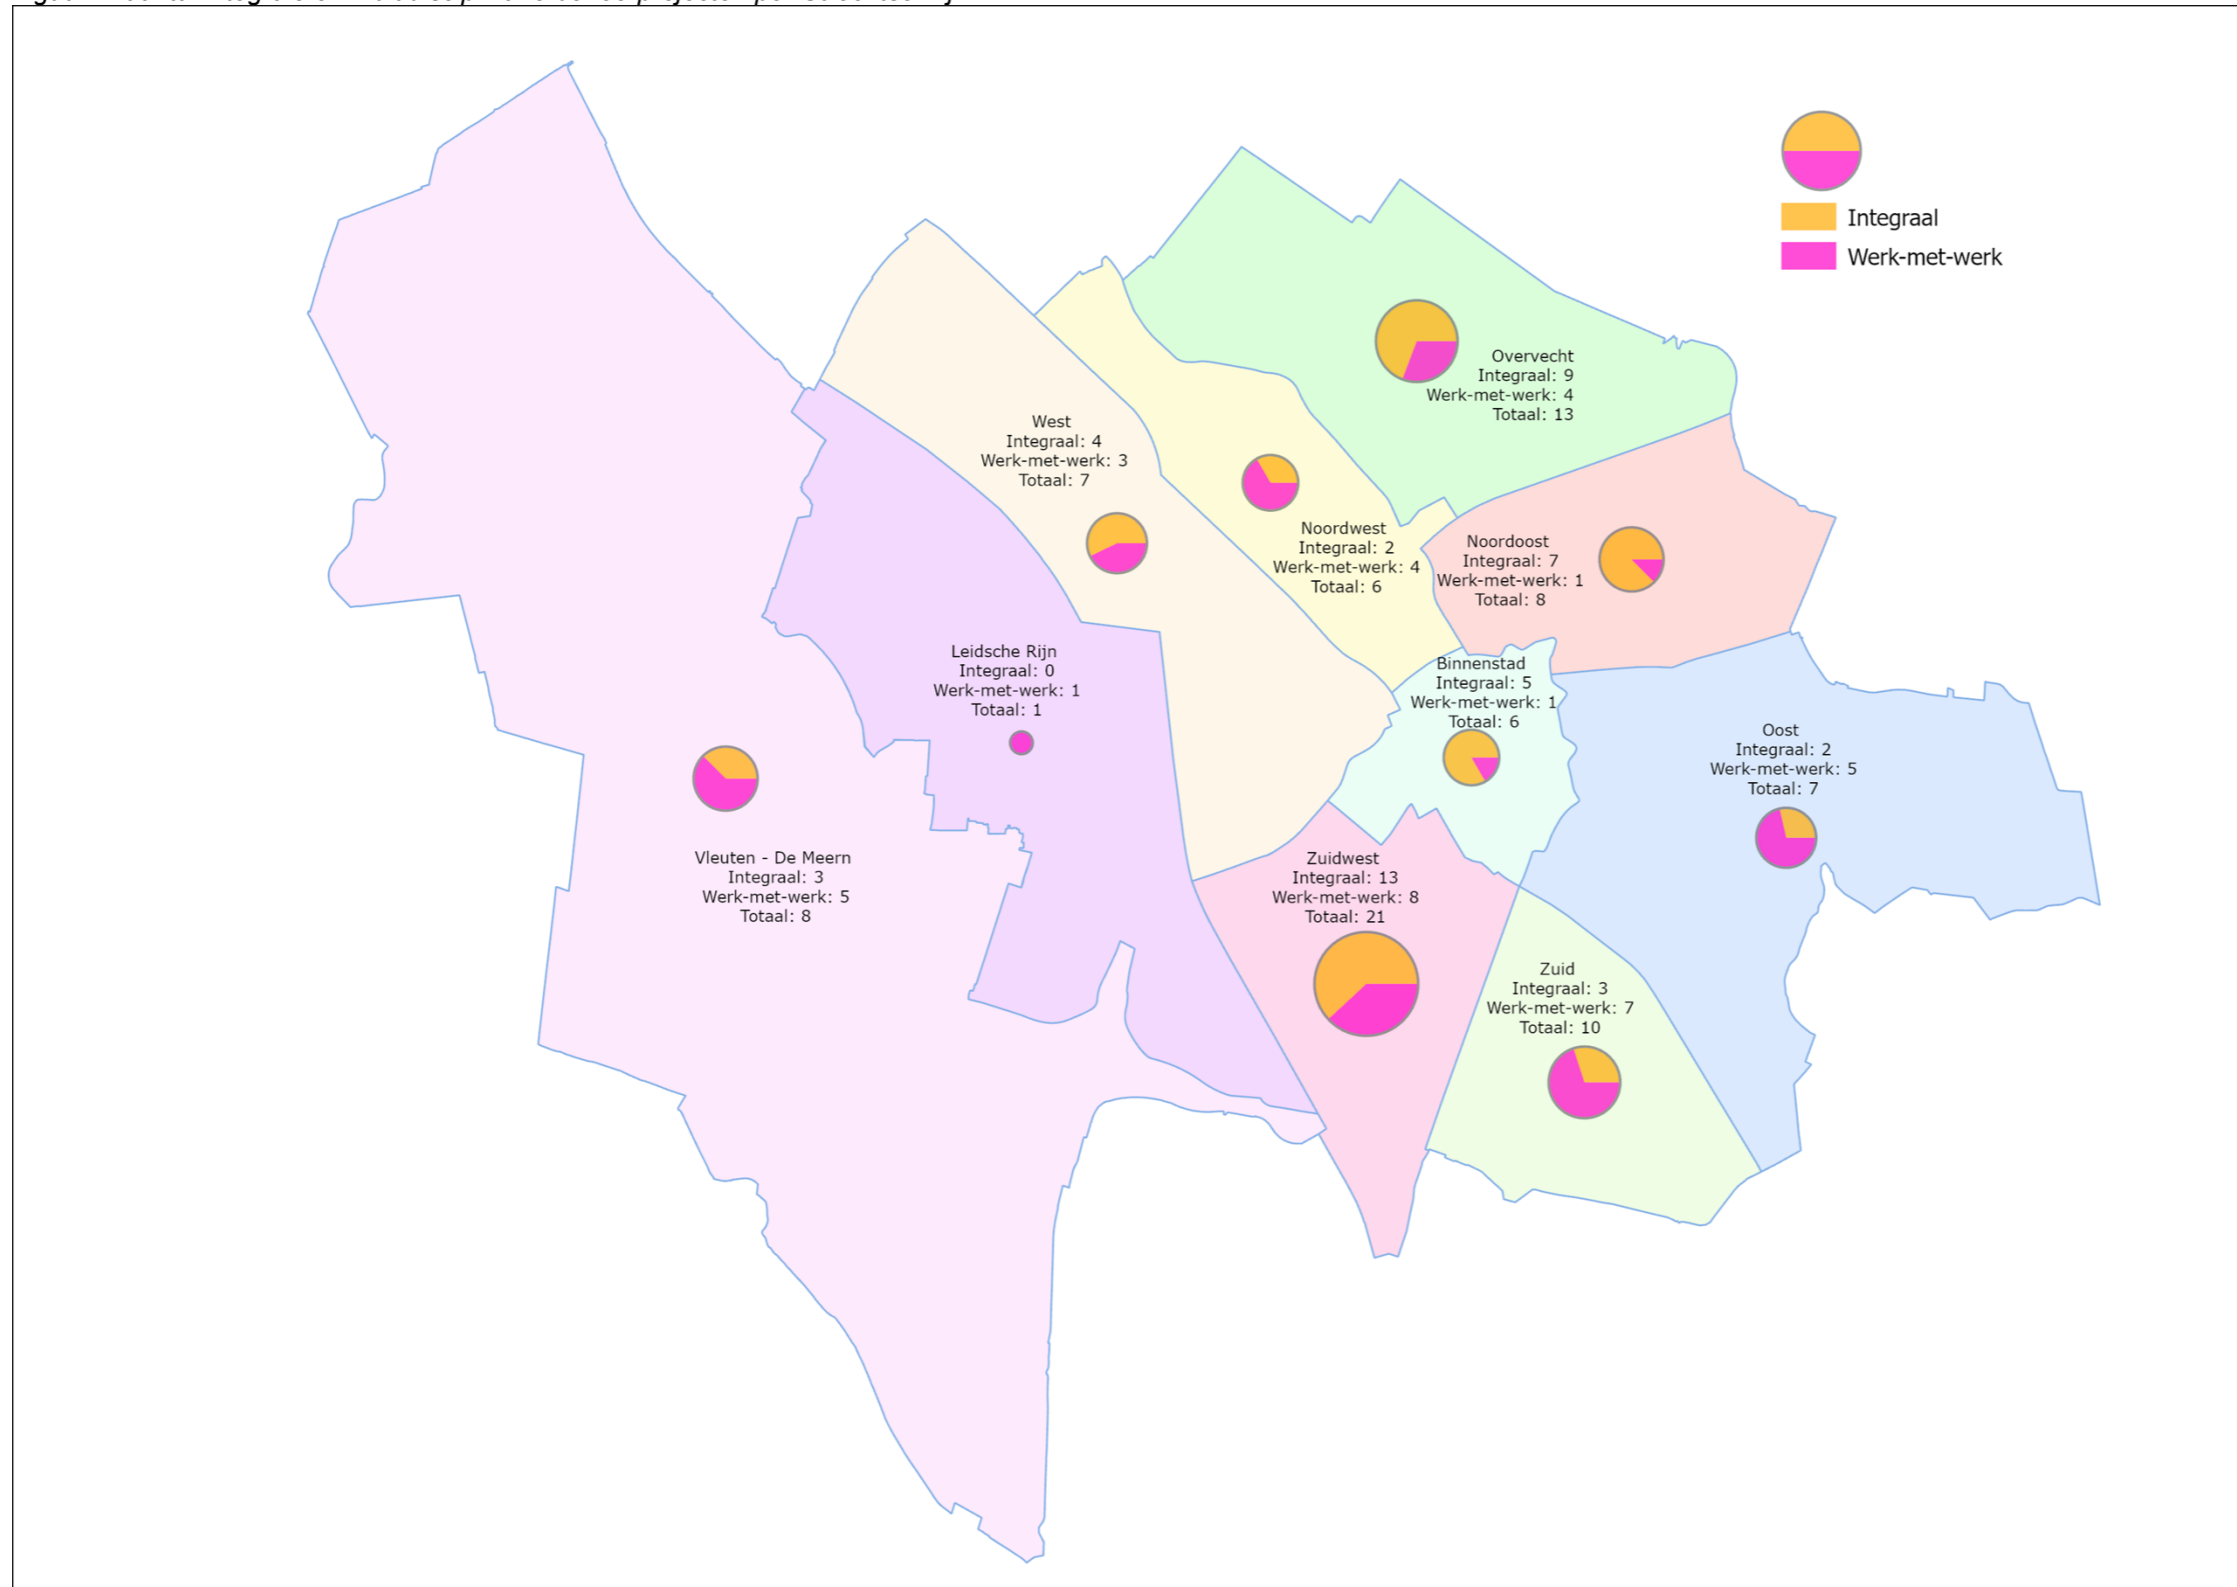 Integraal
Werk-met-werk
Overvecht
Integraal: 9
Werk-met-werk: 4
Totaal: 13
West
Integraal: 4
Werk-met-werk: 3
Totaal: 7
Noordwest
Integraal: 2
Werk-met-werk: 4
Totaal: 6
Noordoost
Integraal: 7
Werk-met-werk: 1
Totaal: 8
Leidsche Rijn
Integraal: 0
Werk-met-werk: 1
Totaal: 1
Binnenstad
Integraal: 5
Werk-met-werk: 1
Totaal: 6
Oost
Integraal: 2
Werk-met-werk: 5
Totaal: 7
Vleuten - De Meern
Integraal: 3
Werk-met-werk: 5
Totaal: 8
Zuidwest
Integraal: 13
Werk-met-werk: 8
Totaal: 21
Zuid
Integraal: 3
Werk-met-werk: 7
Totaal: 10